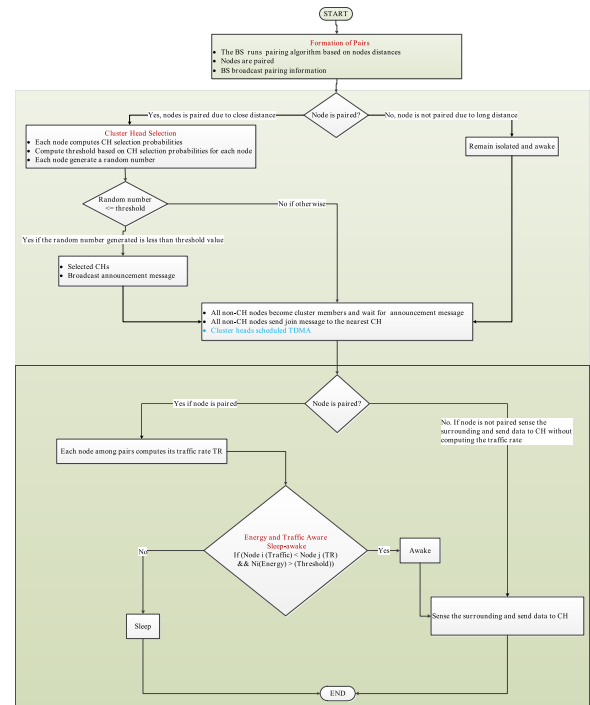 START
Formation of Pairs
• The BS runs pairing algorithm based on nodes distances
• Nodes are paired
• BS broadcast pairing information
Node is paired?
Yes, nodes is paired due to close distance
No, node is not paired due to long distance
Cluster Head Selection
• Each node computes CH selection probabilities
• Compute threshold based on CH selection probabilities for each node
• Each node generate a random number
Remain isolated and awake
Random number
<= threshold
No if otherwise
Yes if the random number generated is less than threshold value
• Selected CHs
• Broadcast announcement message
• All non-CH nodes become cluster members and wait for announcement message
• All non-CH nodes send join message to the nearest CH
• Cluster heads scheduled TDMA
Node is paired?
Yes if node is paired
No. If node is not paired sense the
surrounding and send data to CH without
computing the traffic rate
Each node among pairs computes its traffic rate TR
Energy and Traffic Aware
Sleep-awake
If (Node i (Traffic) < Node j (TR)
&& Ni(Energy) > (Threshold))
No
Yes
Awake
Sleep
Sense the surrounding and send data to CH
END